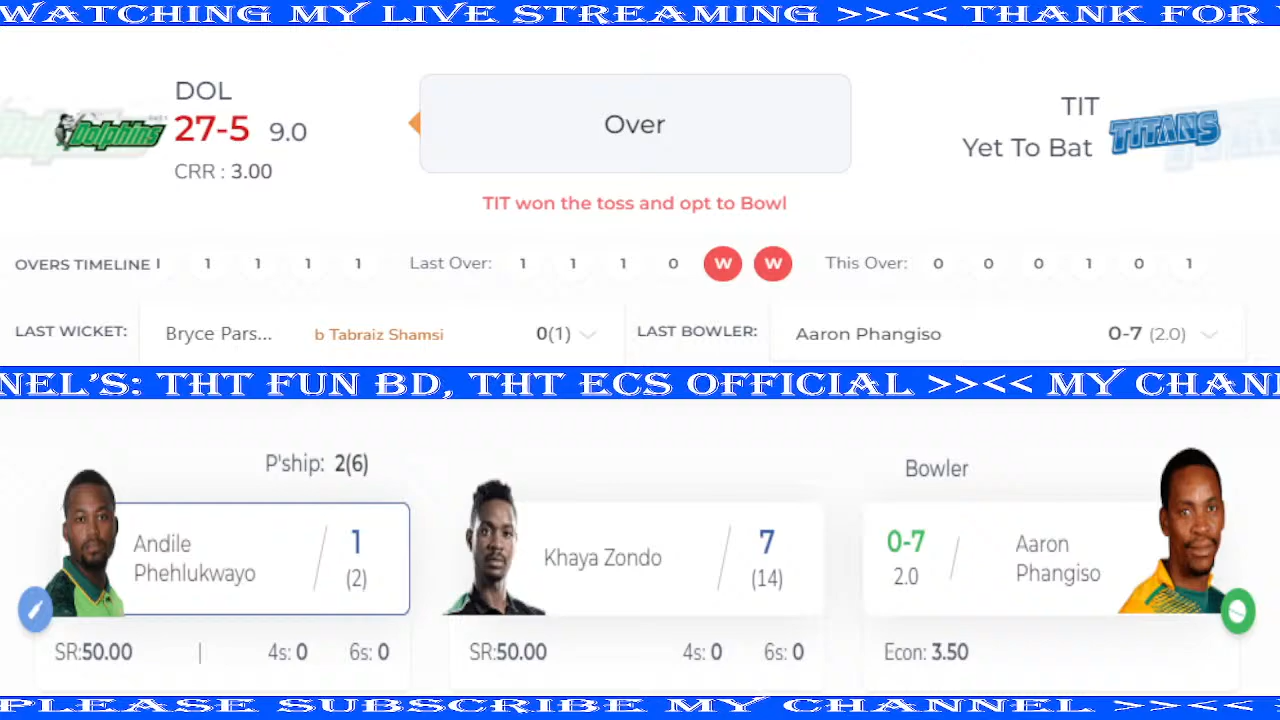 WATCHING MY LIVE STREAMING >><< THANK FOR
DOL
27-5 9.0
CRR : 3.00
Dolphins
Over
TIT
Yet To Bat
TITANS
TIT won the toss and opt to Bowl
OVERS TIMELINE 1 1 1 1 1 Last Over: 1 1 1 0 W W This Over: 0 0 0 1 0 1
LAST WICKET: Bryce Pars... b Tabraiz Shamsi 0(1) LAST BOWLER: Aaron Phangiso 0-7 (2.0)
NEL'S: THT FUN BD, THT ECS OFFICIAL >><< MY CHAN
P'ship: 2(6)
Bowler
Andile Phehlukwayo 1 (2)
Khaya Zondo 7 (14)
0-7 2.0 Aaron Phangiso
SR:50.00 | 4s: 0 6s: 0
SR:50.00 4s: 0 6s: 0
Econ: 3.50
PLEASE SUBSCRIBE MY CHANNEL >><<